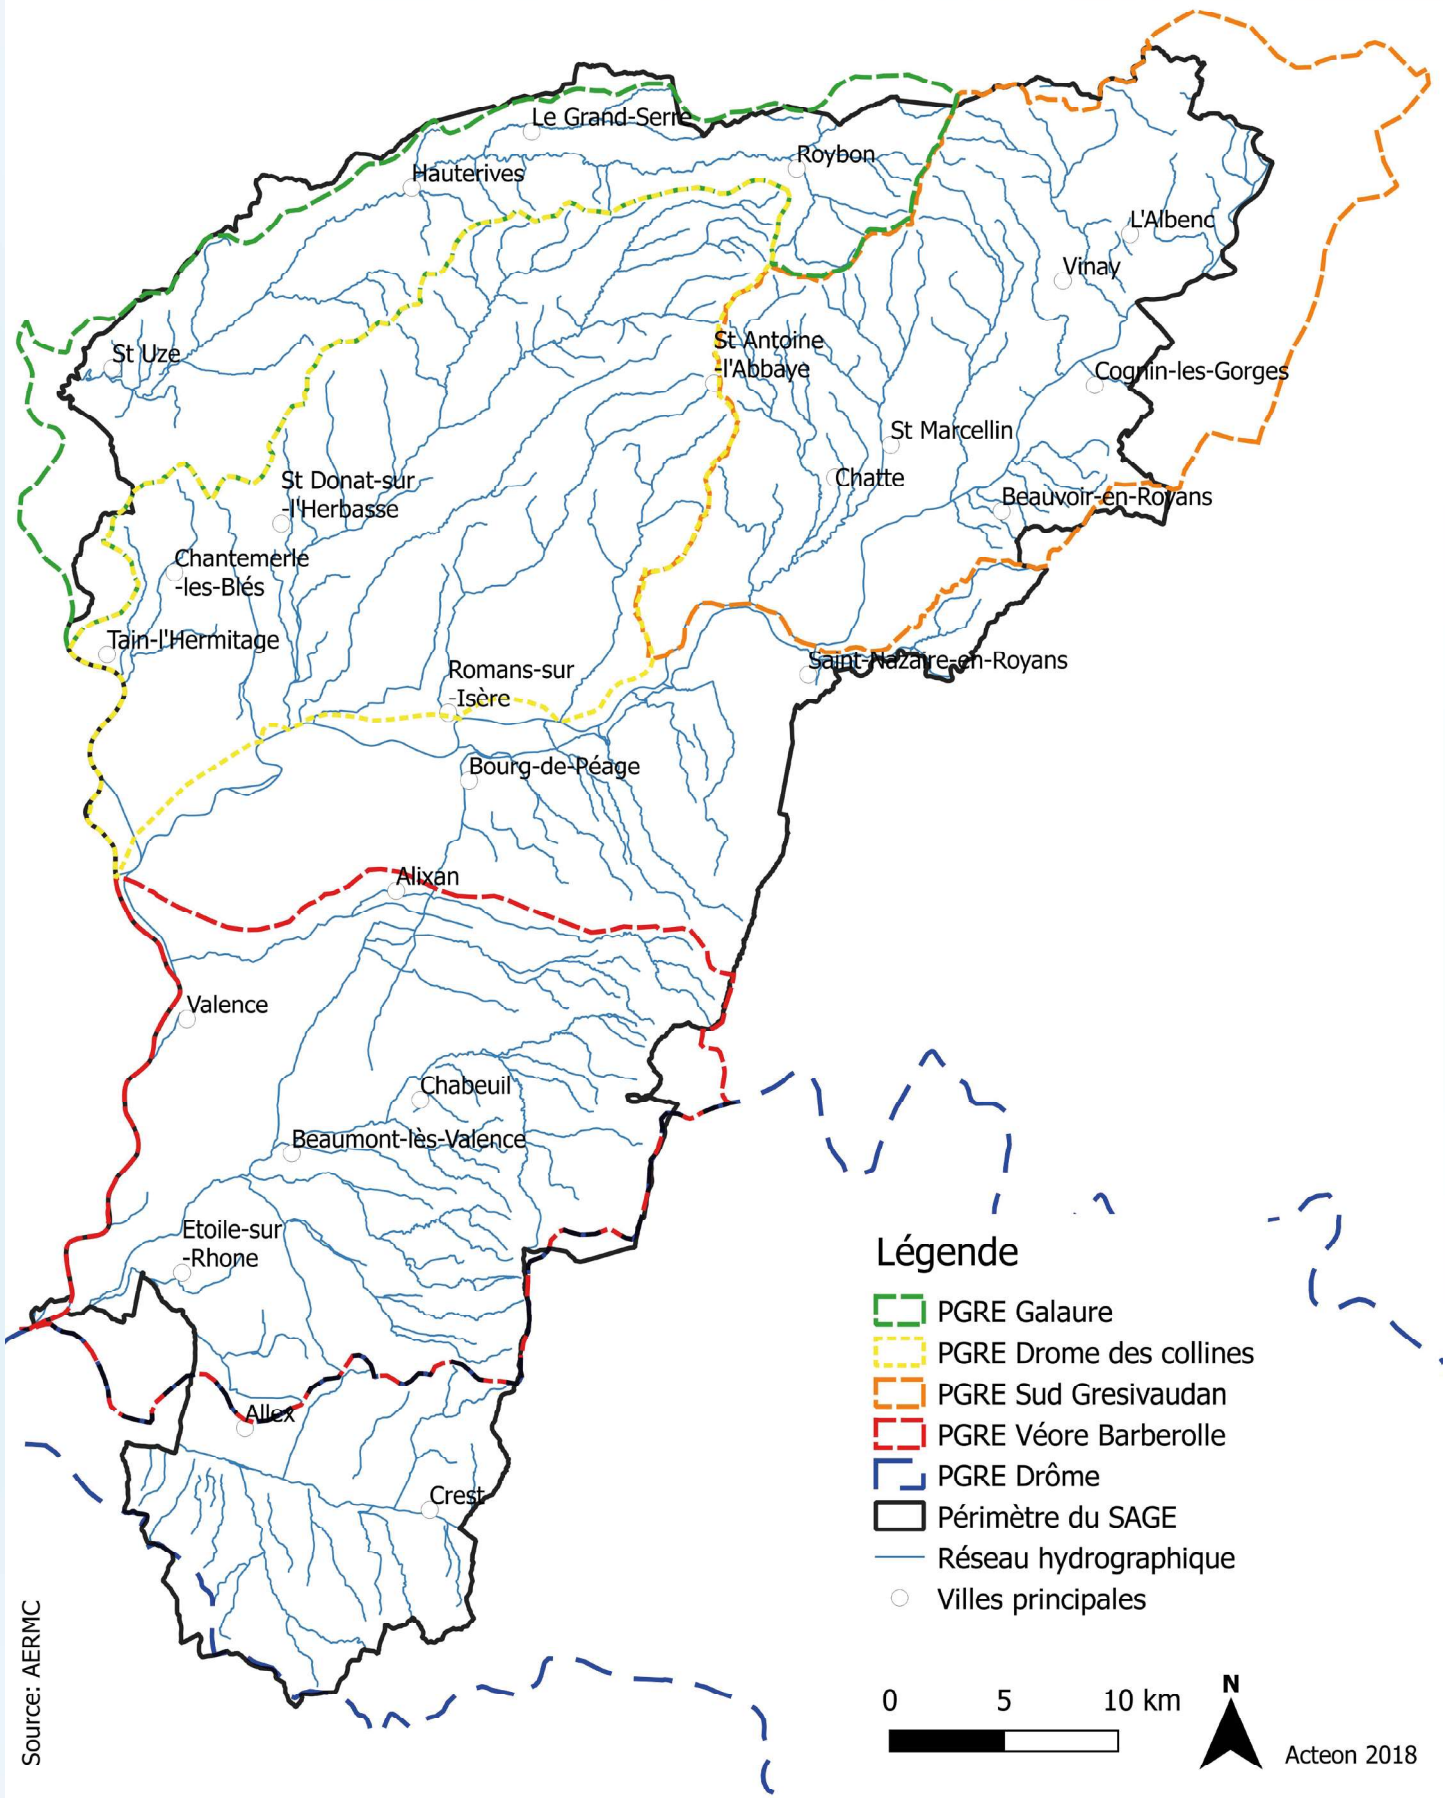 Le Grand-Serre
Roybon
Hauterives
L'Albenc
Vinay
St Uze
St Antoine
-l'Abbaye
Cognin-les-Gorges
St Marcellin
Chatte
St Donat-sur
-l'Herbasse
Beauvoir-en-Royans
Chantemerle
-les-Blés
Tain-l'Hermitage
Saint-Nazaire-en-Royans
Romans-sur
-Isère
Bourg-de-Péage
Alixan
Valence
Chabeuil
Beaumont-lès-Valence
Etoile-sur
-Rhone
Allex
Crest
Légende
PGRE Galaure
PGRE Drome des collines
PGRE Sud Gresivaudan
PGRE Véore Barberolle
PGRE Drôme
Périmètre du SAGE
Réseau hydrographique
Villes principales
0 5 10 km
N
Acteon 2018
Source: AERMC